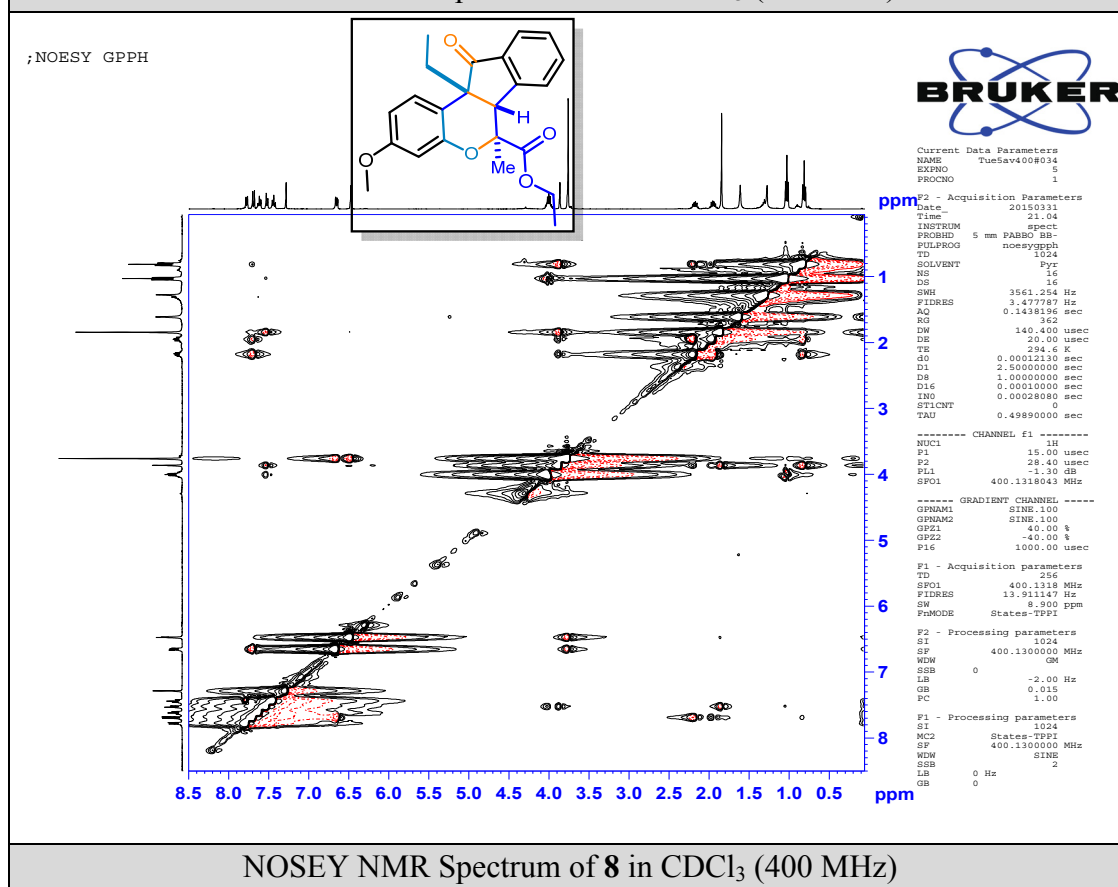 ;NOESY GPPH
O
O
H
O
O
Me
O
BRUKER
ppm
1
2
3
4
5
6
7
8
8.5 8.0 7.5 7.0 6.5 6.0 5.5 5.0 4.5 4.0 3.5 3.0 2.5 2.0 1.5 1.0 0.5 ppm
Current Data Parameters
NAME Tue5av400#034
EXPNO 5
PROCNO 1
F2 - Acquisition Parameters
Date_ 20150331
Time 21.04
INSTRUM spect
PROBHD 5 mm PABBO BB-
PULPROG noesygpph
TD 1024
SOLVENT Pyr
NS 16
DS 16
SWH 3561.254 Hz
FIDRES 3.477787 Hz
AQ 0.1438196 sec
RG 362
DW 140.400 usec
DE 20.00 usec
TE 294.6 K
d0 0.00012130 sec
D1 2.50000000 sec
D8 1.00000000 sec
D16 0.00010000 sec
IN0 0.00028080 sec
ST1CNT 0
TAU 0.49890000 sec
======== CHANNEL f1 ========
NUC1 1H
P1 15.00 usec
P2 28.40 usec
PL1 -1.30 dB
SFO1 400.1318043 MHz
====== GRADIENT CHANNEL =====
GPNAM1 SINE.100
GPNAM2 SINE.100
GPZ1 40.00 %
GPZ2 -40.00 %
P16 1000.00 usec
F1 - Acquisition parameters
TD 256
SFO1 400.1318 MHz
FIDRES 13.911147 Hz
SW 8.900 ppm
FnMODE States-TPPI
F2 - Processing parameters
SI 1024
SF 400.1300000 MHz
WDW GM
SSB 0
LB -2.00 Hz
GB 0.015
PC 1.00
F1 - Processing parameters
SI 1024
MC2 States-TPPI
SF 400.1300000 MHz
WDW SINE
SSB 2
LB 0 Hz
GB 0
NOSEY NMR Spectrum of 8 in CDCl₃ (400 MHz)